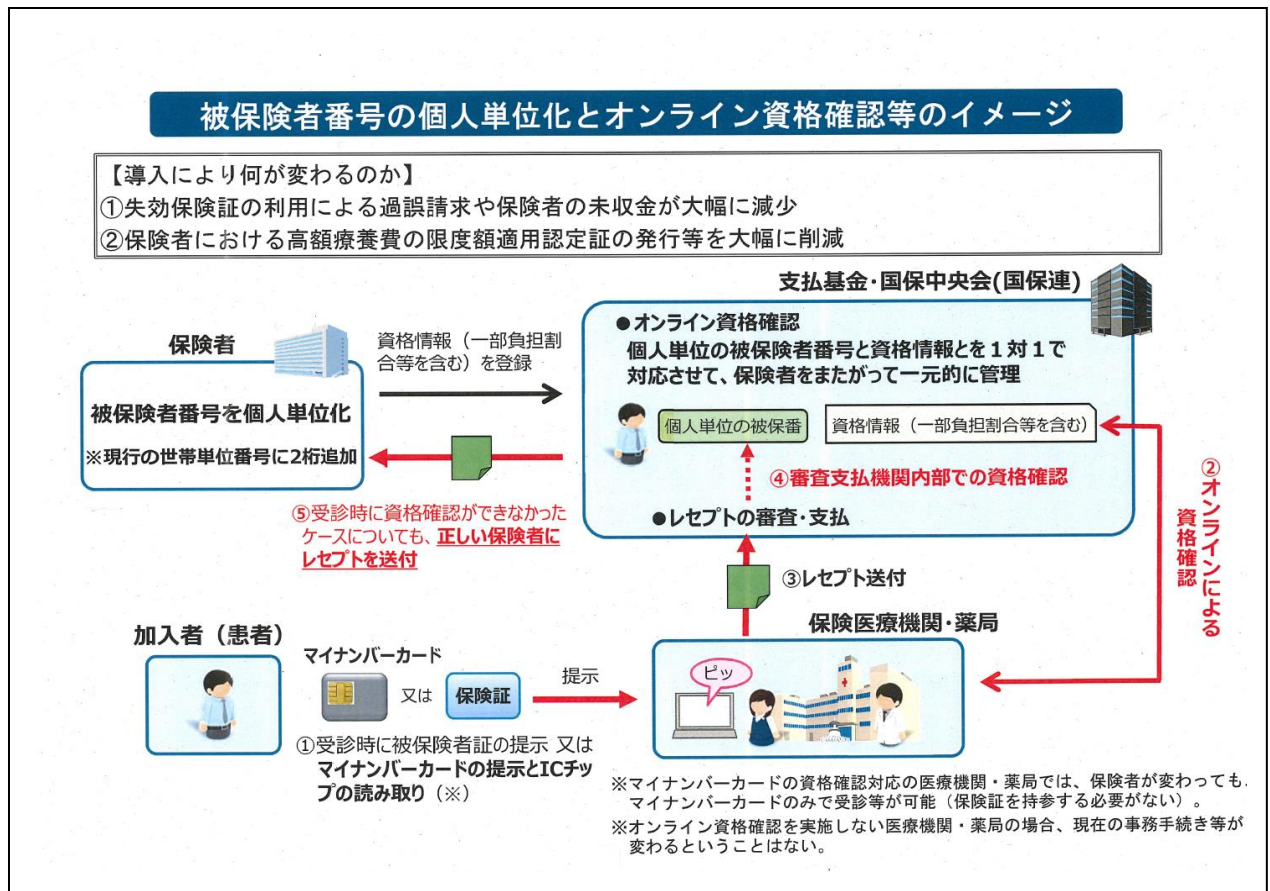 被保険者番号の個人単位化とオンライン資格確認等のイメージ
【導入により何が変わるのか】
①失効保険証の利用による過誤請求や保険者の未収金が大幅に減少
②保険者における高額療養費の限度額適用認定証の発行等を大幅に削減
支払基金・国保中央会(国保連)
●オンライン資格確認
個人単位の被保険者番号と資格情報とを１対１で
対応させて、保険者をまたがって一元的に管理
個人単位の被保番
資格情報（一部負担割合等を含む）
④審査支払機関内部での資格確認
●レセプトの審査・支払
保険者
被保険者番号を個人単位化
※現行の世帯単位番号に2桁追加
資格情報（一部負担割
合等を含む）を登録
⑤受診時に資格確認ができなかった
ケースについても、正しい保険者に
レセプトを送付
②オンラインによる
資格確認
③レセプト送付
保険医療機関・薬局
ピッ
加入者（患者）
マイナンバーカード
又は
保険証
提示
①受診時に被保険者証の提示 又は
マイナンバーカードの提示とICチッ
プの読み取り（※）
※マイナンバーカードの資格確認対応の医療機関・薬局では、保険者が変わっても、
マイナンバーカードのみで受診等が可能（保険証を持参する必要がない）。
※オンライン資格確認を実施しない医療機関・薬局の場合、現在の事務手続き等が
変わるということはない。